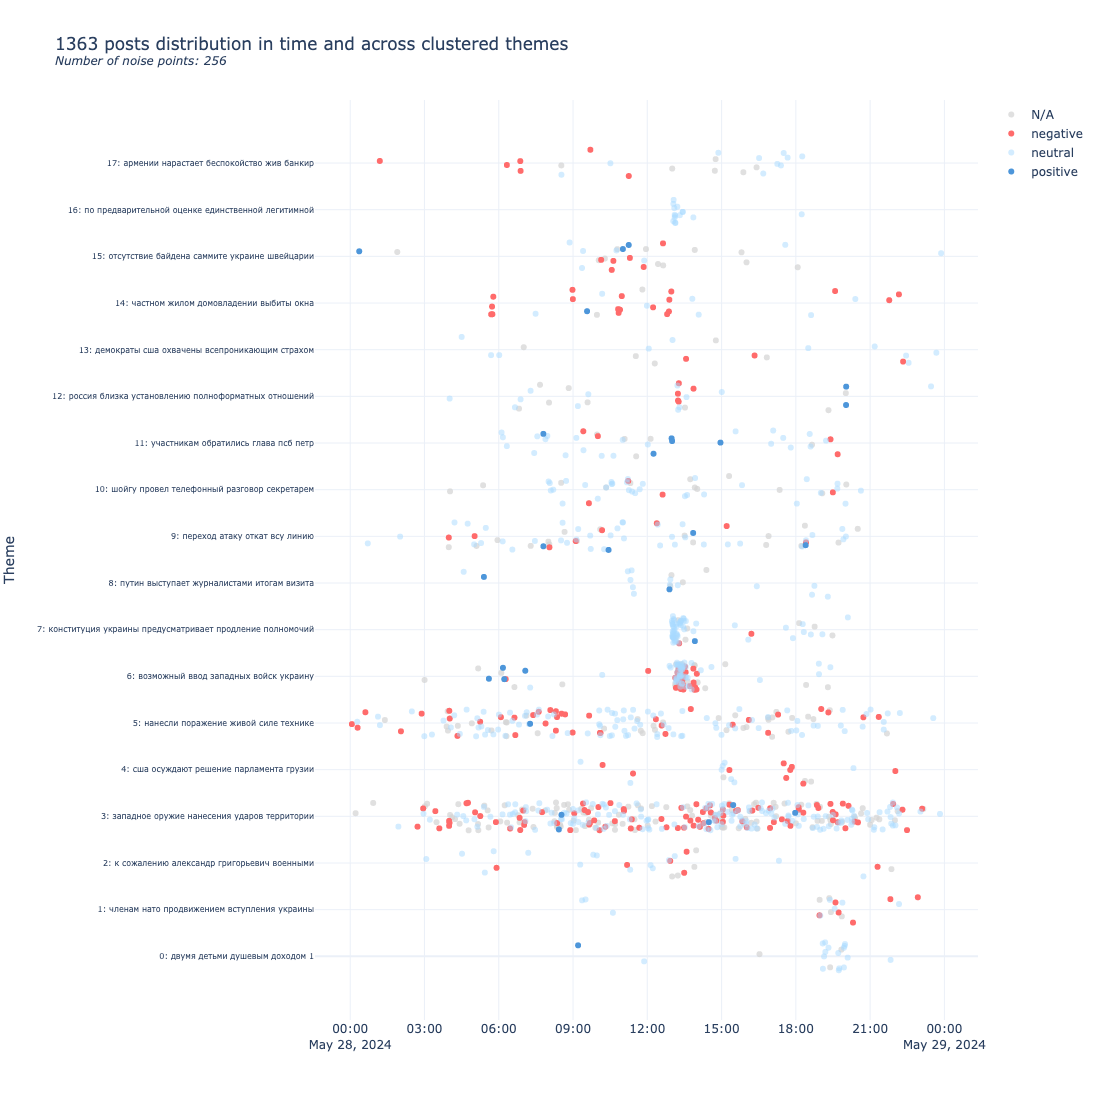 1363 posts distribution in time and across clustered themes
Number of noise points: 256
N/A
negative
neutral
positive
Theme
17: армении нарастает беспокойство жив банкир
16: по предварительной оценке единственной легитимной
15: отсутствие байдена саммите украине швейцарии
14: частном жилом домовладении выбиты окна
13: демократы сша охвачены всепроникающим страхом
12: россия близка установлению полноформатных отношений
11: участникам обратились глава псб петр
10: шойгу провел телефонный разговор секретарем
9: переход атаку откат всу линию
8: путин выступает журналистами итогам визита
7: конституция украины предусматривает продление полномочий
6: возможный ввод западных войск украину
5: нанесли поражение живой силе технике
4: сша осуждают решение парламента грузии
3: западное оружие нанесения ударов территории
2: к сожалению александр григорьевич военными
1: членам нато продвижением вступления украины
0: двумя детьми душевым доходом 1
00:00 03:00 06:00 09:00 12:00 15:00 18:00 21:00 00:00
May 28, 2024 May 29, 2024